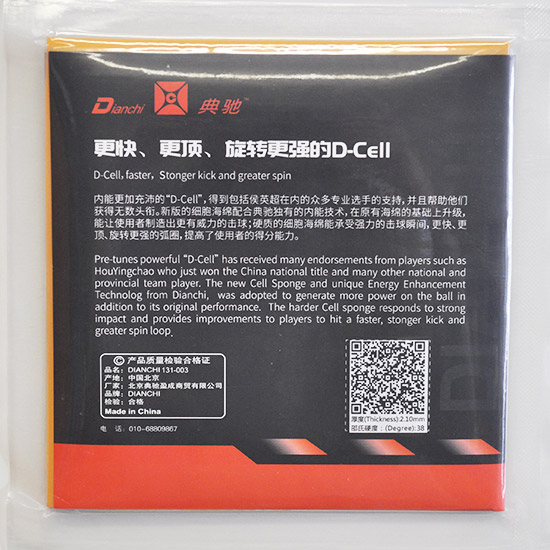 Dianchi 典驰™
更快、更顶、旋转更强的D-Cell
D-Cell, faster, Stonger kick and greater spin
内能更加充沛的“D-Cell”,得到包括侯英超在内的众多专业选手的支持,并且帮助他们
获得无数头衔。新版的细胞海绵配合典驰独有的内能技术,在原有海绵的基础上升级,
能让使用者制造出更有威力的击球;硬质的细胞海绵能承受强力的击球瞬间,更快、更
顶、旋转更强的弧圈,提高了使用者的得分能力。
Pre-tunes powerful “D-Cell” has received many endorsements from players such as
HouYingchao who just won the China national title and many other national and
provincial team player. The new Cell Sponge and unique Energy Enhancement
Technolog from Dianchi, was adopted to generate more power on the ball in
addition to its original performance. The harder Cell sponge responds to strong
impact and provides improvements to players to hit a faster, stonger kick and
greater spin loop.
Ⓒ产品质量检验合格证
品名:DIANCHI 131-003
产地:中国北京
厂家:北京典驰盈成商贸有限公司
品牌:DIANCHI
检验:合格
Made in China
电 话:010-68809867
厚度(Thickness):2.10mm
邵氏硬度:(Degree):38